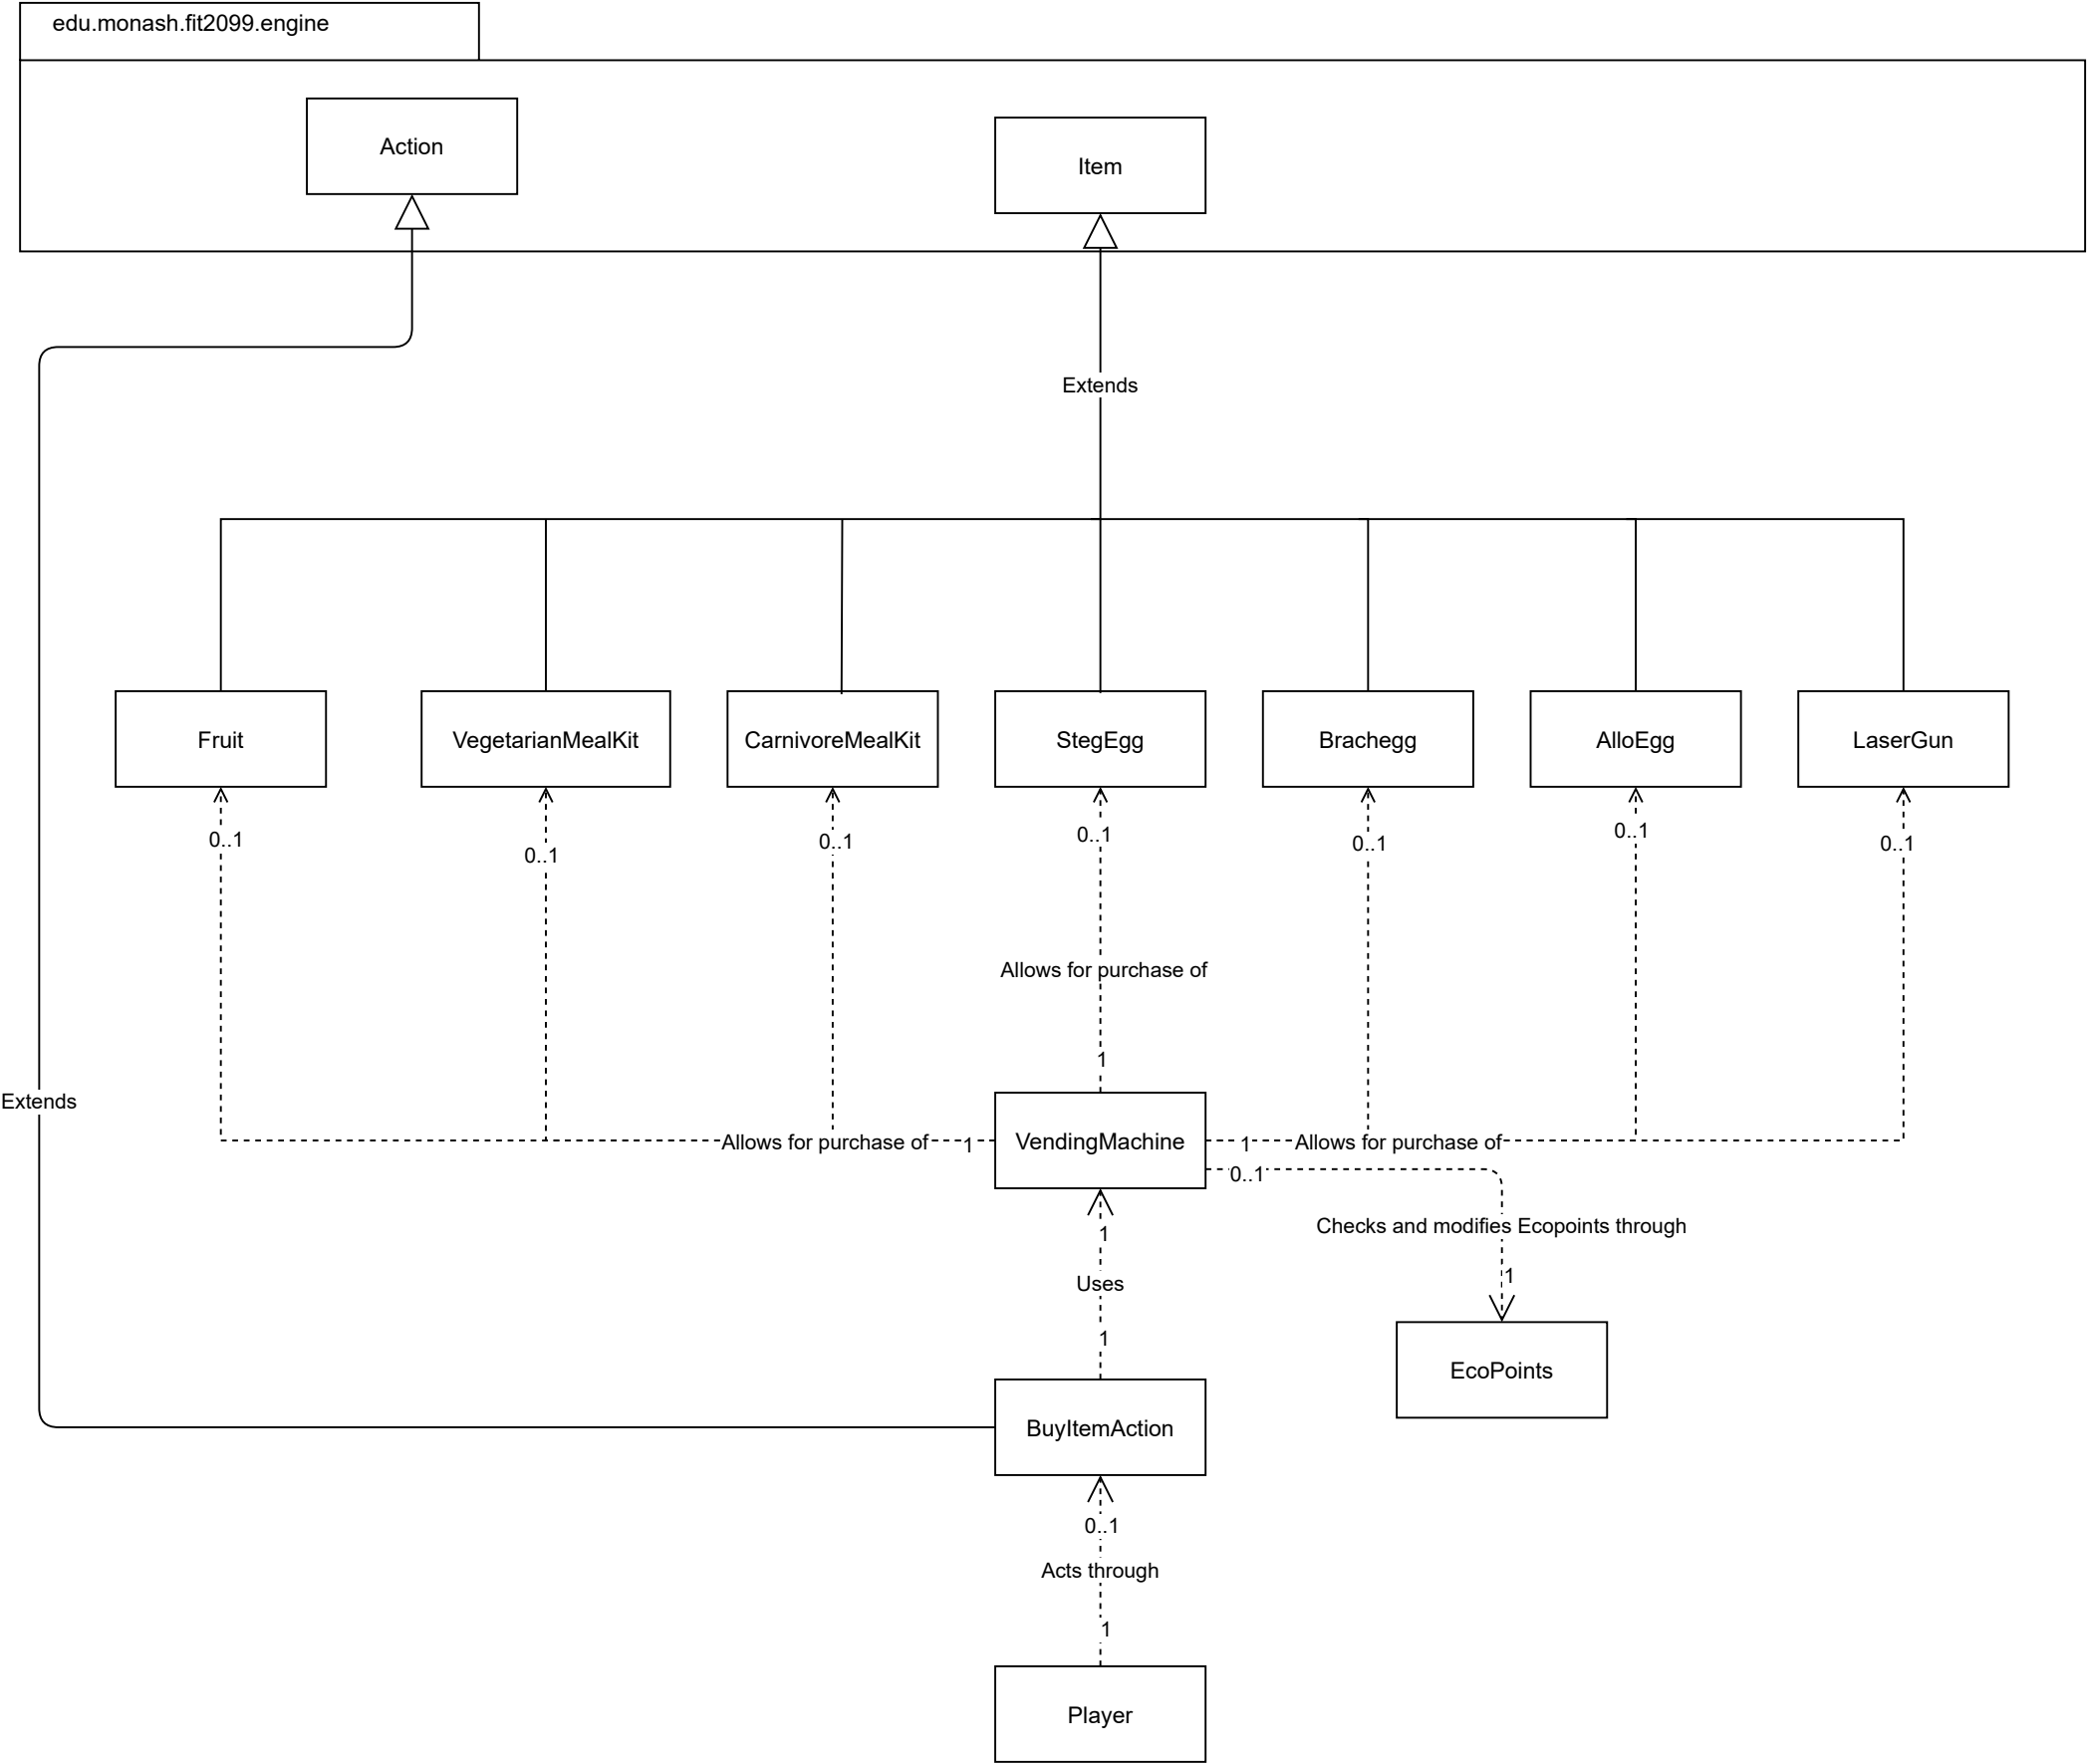 edu.monash.fit2099.engine
Action
Item
Extends
Fruit
VegetarianMealKit
CarnivoreMealKit
StegEgg
Brachegg
AlloEgg
LaserGun
0..1
0..1
0..1
0..1
0..1
0..1
0..1
Allows for purchase of
1
Extends
Allows for purchase of
1
VendingMachine
1
Allows for purchase of
0..1
Checks and modifies Ecopoints through
1
1
Uses
1
EcoPoints
BuyItemAction
0..1
Acts through
1
Player